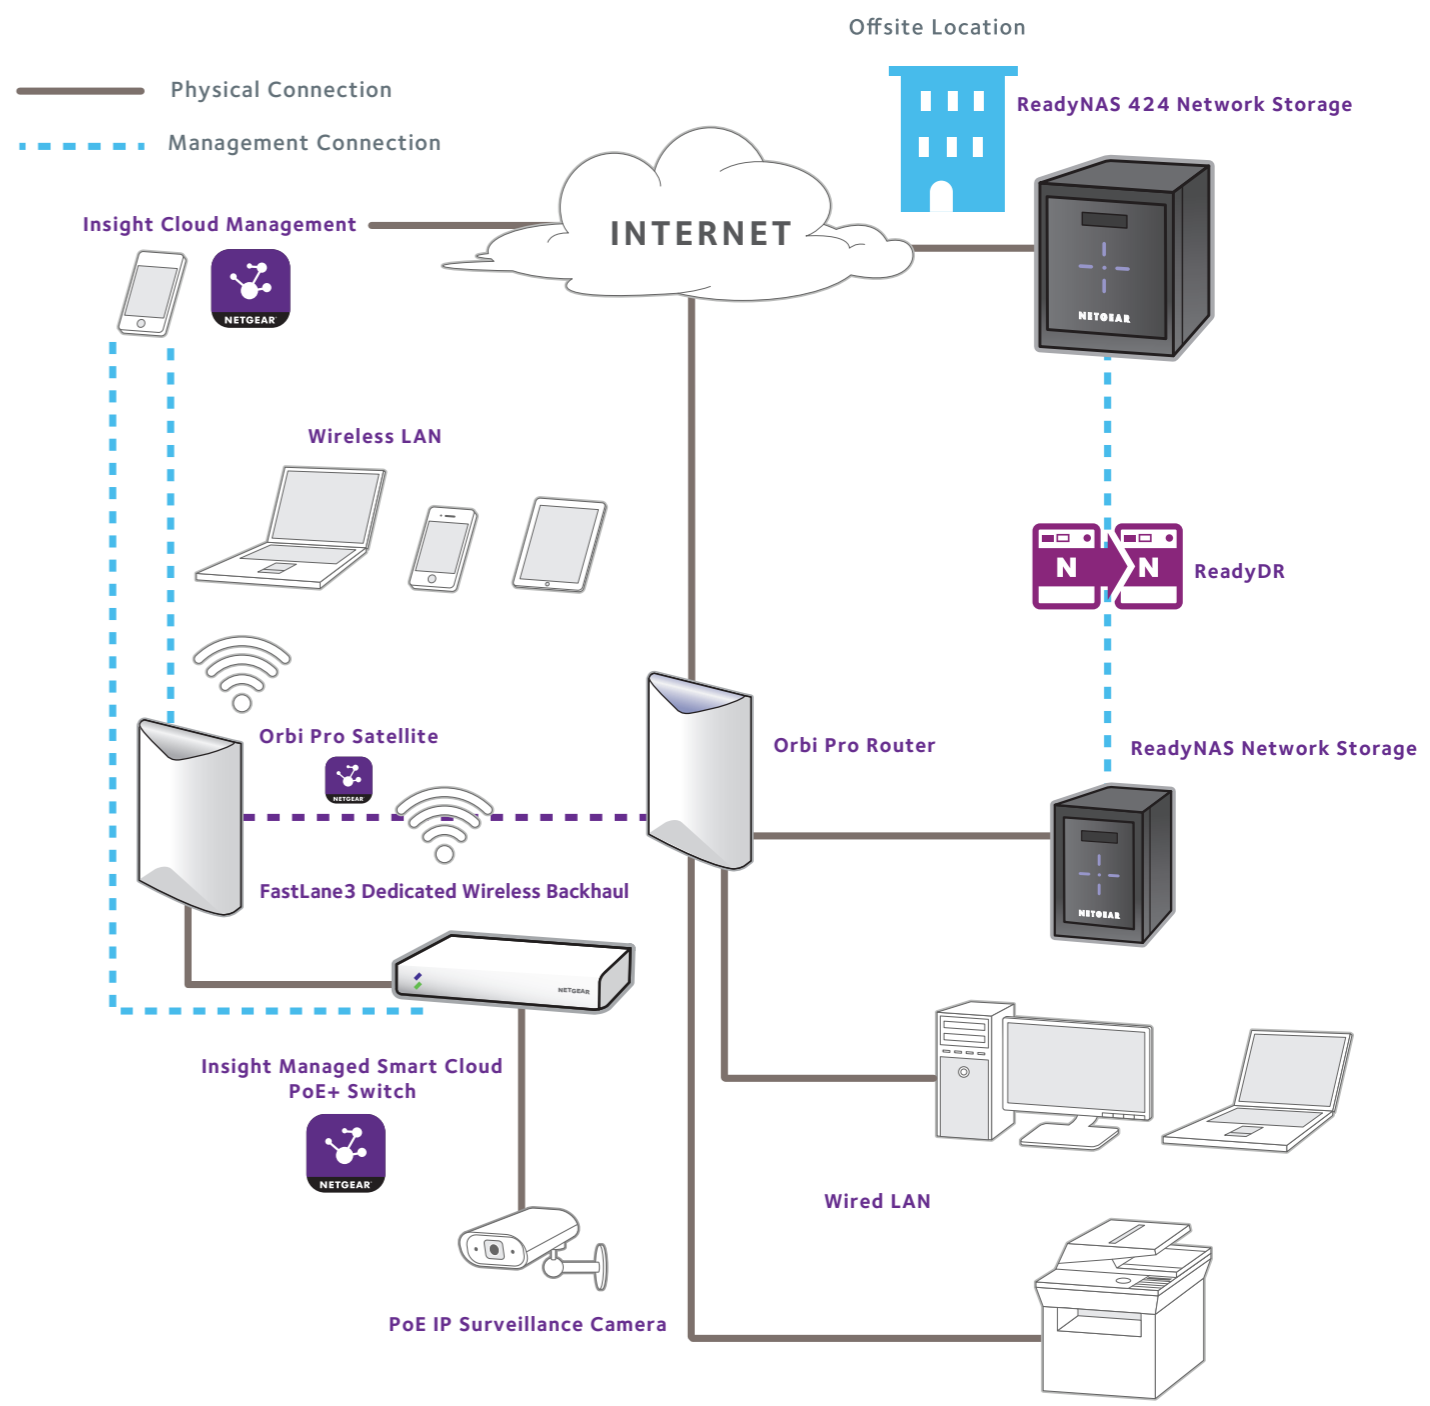 Offsite Location
Physical Connection
ReadyNAS 424 Network Storage
Management Connection
Insight Cloud Management
INTERNET
NETGEAR
NETGEAR
Wireless LAN
N
N
ReadyDR
Orbi Pro Satellite
Orbi Pro Router
ReadyNAS Network Storage
NETGEAR
FastLane3 Dedicated Wireless Backhaul
NETGEAR
NETGEAR
Insight Managed Smart Cloud
PoE+ Switch
NETGEAR
Wired LAN
PoE IP Surveillance Camera